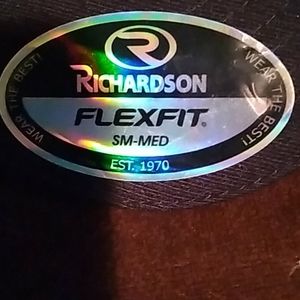 R
RICHARDSON
FLEXFIT®
SM-MED
EST. 1970
WEAR THE BEST!
WEAR THE BEST!